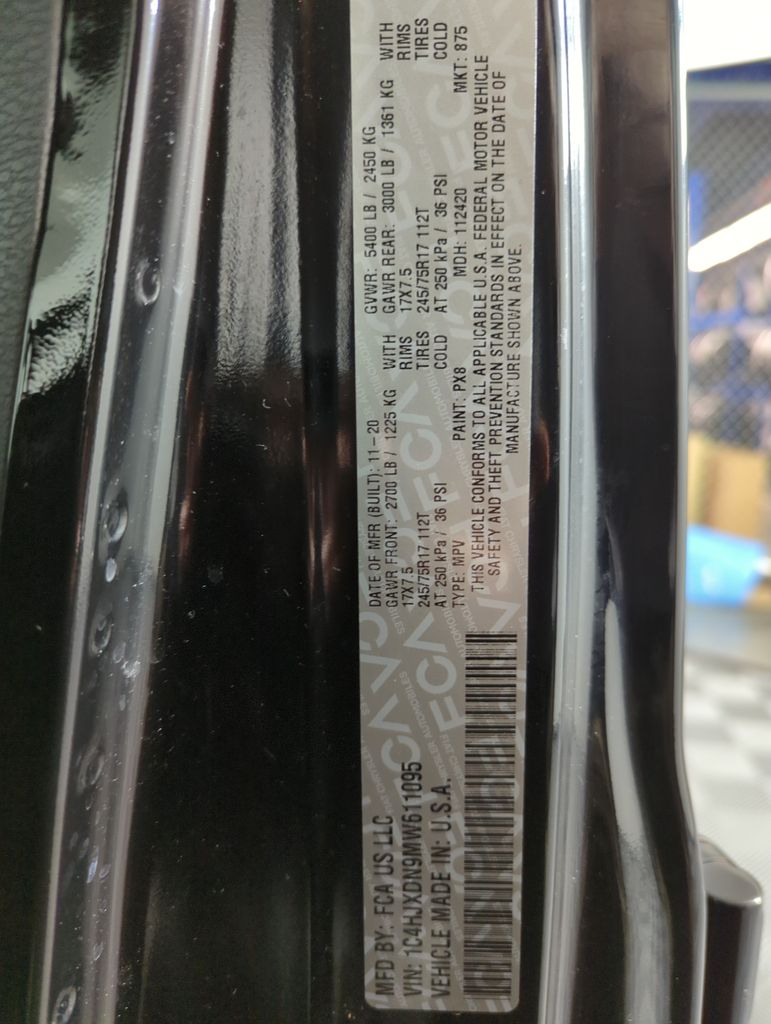 MFD BY: FCA US LLC
VIN: 1C4HJXDN9MW611095
VEHICLE MADE IN: U.S.A.
DATE OF MFR (BUILT): 11-20 GVWR: 5400 LB / 2450 KG
GAWR FRONT: 2700 LB / 1225 KG WITH GAWR REAR: 3000 LB / 1361 KG WITH
17X7.5 RIMS 17X7.5 RIMS
245/75R17 112T TIRES 245/75R17 112T TIRES
AT 250 kPa / 36 PSI COLD AT 250 kPa / 36 PSI COLD
TYPE: MPV PAINT: PX8 MDH: 112420 MKT: 875
THIS VEHICLE CONFORMS TO ALL APPLICABLE U.S.A. FEDERAL MOTOR VEHICLE
SAFETY AND THEFT PREVENTION STANDARDS IN EFFECT ON THE DATE OF
MANUFACTURE SHOWN ABOVE.